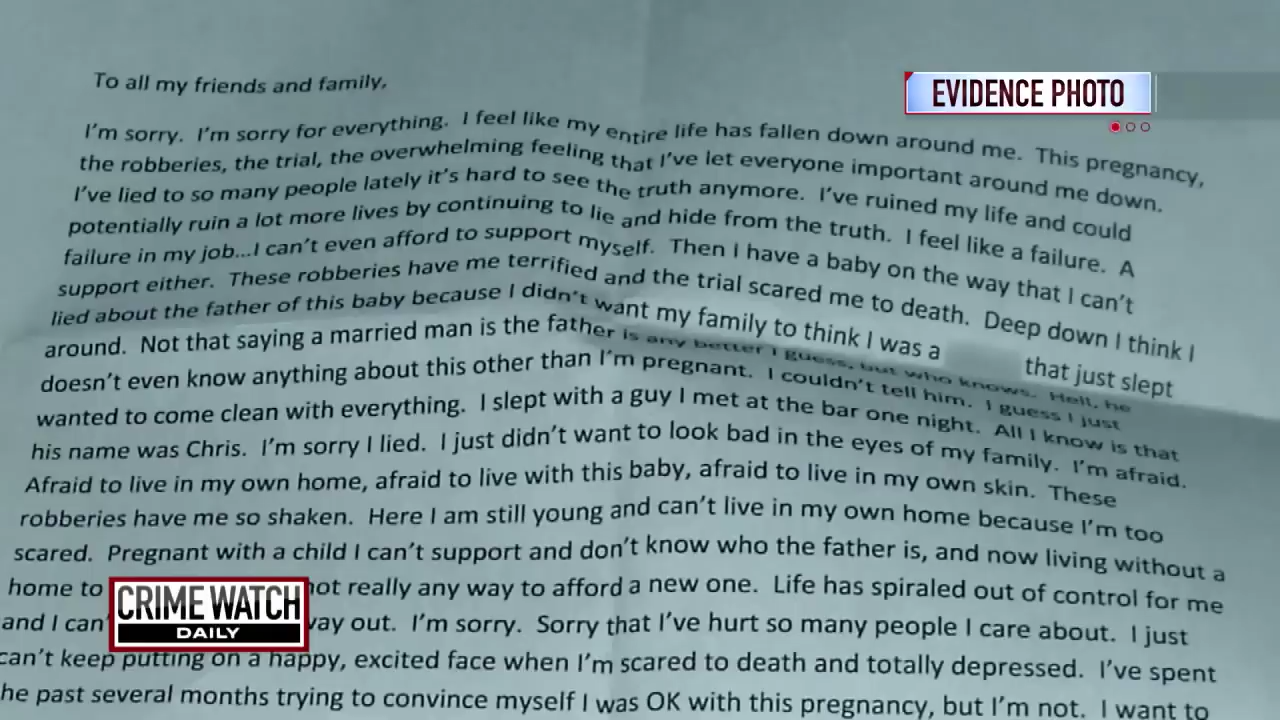 EVIDENCE PHOTO
To all my friends and family,
I'm sorry. I'm sorry for everything. I feel like my entire life has fallen down around me. This pregnancy,
the robberies, the trial, the overwhelming feeling that I've let everyone important around me down.
I've lied to so many people lately it's hard to see the truth anymore. I've ruined my life and could
potentially ruin a lot more lives by continuing to lie and hide from the truth. I feel like a failure. A
failure in my job...I can't even afford to support myself. Then I have a baby on the way that I can't
support either. These robberies have me terrified and the trial scared me to death. Deep down I think I
lied about the father of this baby because I didn't want my family to think I was a that just slept
around. Not that saying a married man is the father is any better I guess, but who knows. Hell, he
doesn't even know anything about this other than I'm pregnant. I couldn't tell him. I guess I just
wanted to come clean with everything. I slept with a guy I met at the bar one night. All I know is that
his name was Chris. I'm sorry I lied. I just didn't want to look bad in the eyes of my family. I'm afraid.
Afraid to live in my own home, afraid to live with this baby, afraid to live in my own skin. These
robberies have me so shaken. Here I am still young and can't live in my own home because I'm too
scared. Pregnant with a child I can't support and don't know who the father is, and now living without a
home to not really any way to afford a new one. Life has spiraled out of control for me
and I can' way out. I'm sorry. Sorry that I've hurt so many people I care about. I just
can't keep putting on a happy, excited face when I'm scared to death and totally depressed. I've spent
he past several months trying to convince myself I was OK with this pregnancy, but I'm not. I want to
CRIME WATCH
DAILY